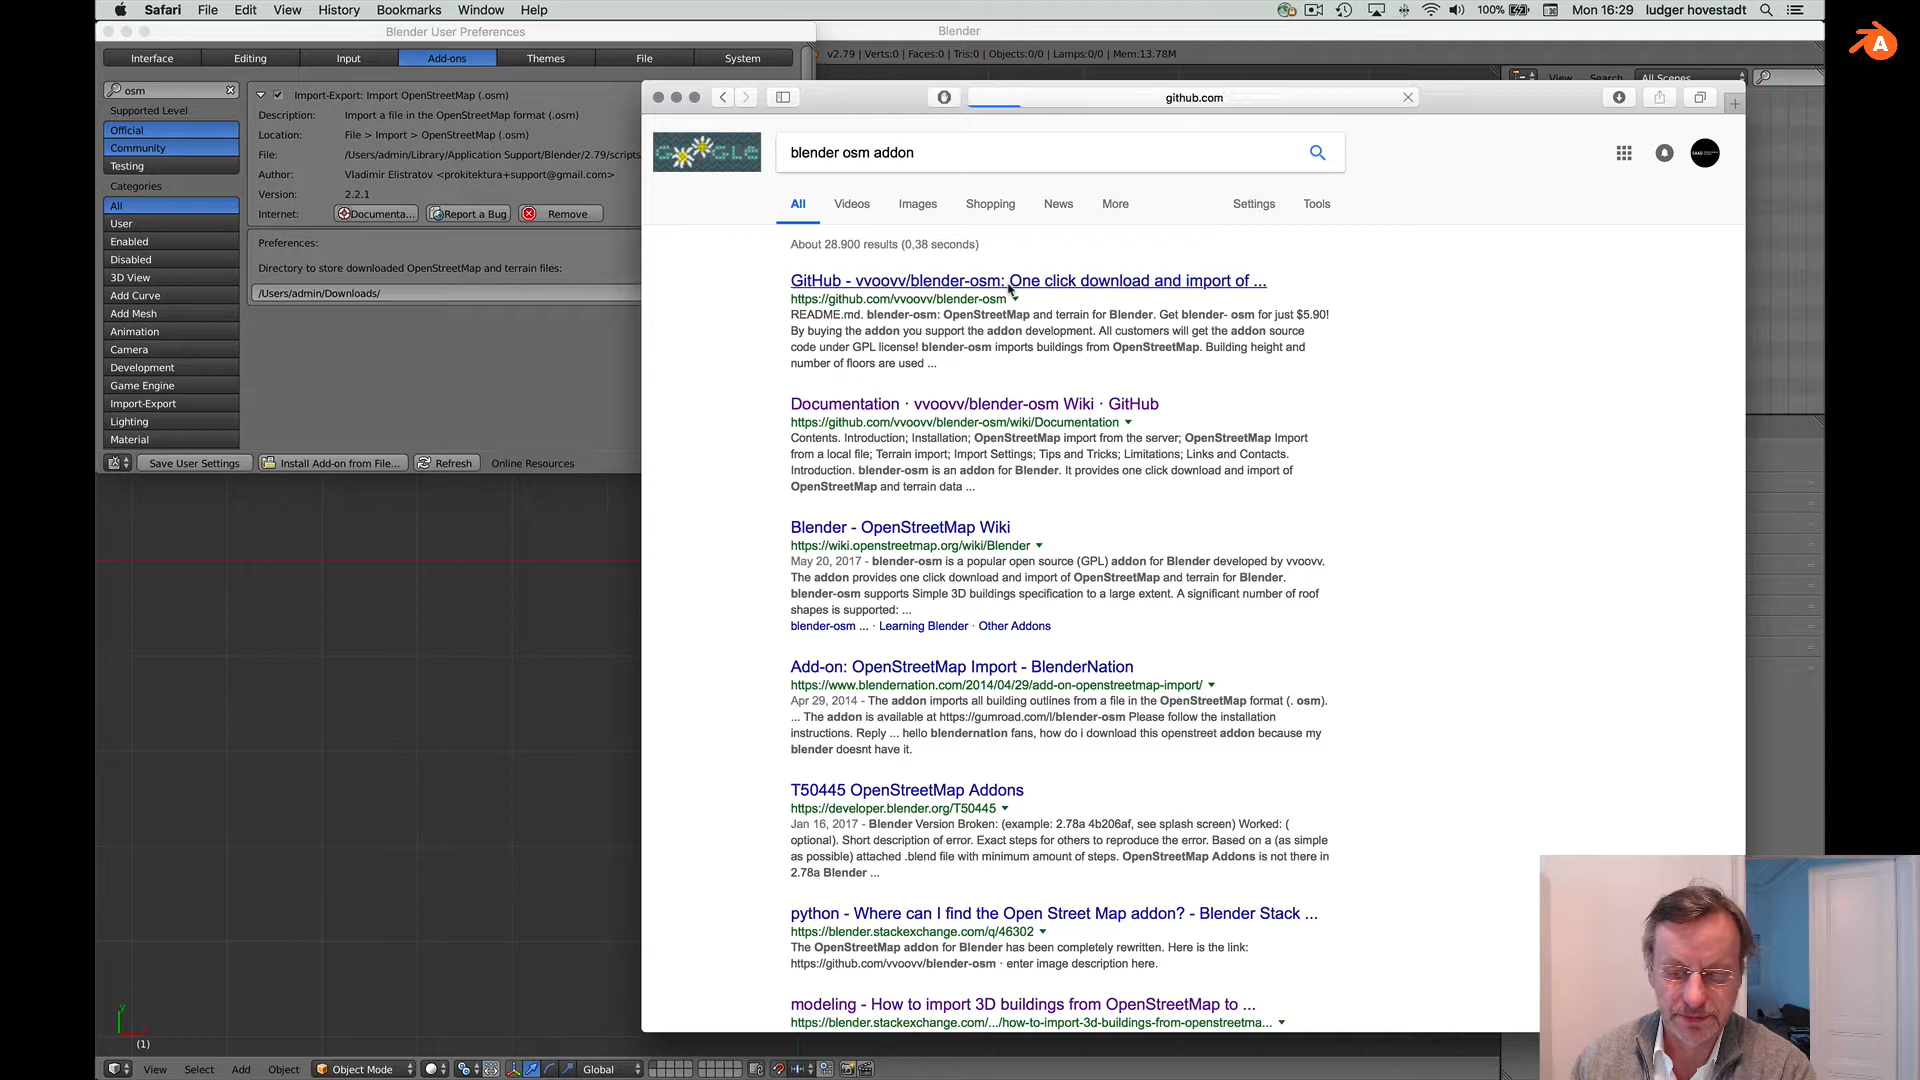 Safari File Edit View History Bookmarks Window Help
100% Mon 16:29 ludger hovestadt
Blender User Preferences
Blender
Interface Editing Input Add-ons Themes File System
v2.79 | Verts:0 | Faces:0 | Tris:0 | Objects:0/0 | Lamps:0/0 | Mem:13.78M
View Search All Scenes
osm
Import-Export: Import OpenStreetMap (.osm)
Supported Level
Description: Import a file in the OpenStreetMap format (.osm)
Official
Location: File > Import > OpenStreetMap (.osm)
Community
File: /Users/admin/Library/Application Support/Blender/2.79/scripts
Testing
Author: Vladimir Elistratov <prokitektura+support@gmail.com>
Categories
Version: 2.2.1
All
Internet: Documenta... Report a Bug Remove
User
Enabled
Preferences:
Disabled
Directory to store downloaded OpenStreetMap and terrain files:
3D View
/Users/admin/Downloads/
Add Curve
Add Mesh
Animation
Camera
Development
Game Engine
Import-Export
Lighting
Material
Save User Settings Install Add-on from File... Refresh Online Resources
github.com
GOOGLE
blender osm addon
All Videos Images Shopping News More Settings Tools
About 28.900 results (0,38 seconds)
GitHub - vvoovv/blender-osm: One click download and import of ...
https://github.com/vvoovv/blender-osm
README.md. blender-osm: OpenStreetMap and terrain for Blender. Get blender- osm for just $5.90!
By buying the addon you support the addon development. All customers will get the addon source
code under GPL license! blender-osm imports buildings from OpenStreetMap. Building height and
number of floors are used ...
Documentation · vvoovv/blender-osm Wiki · GitHub
https://github.com/vvoovv/blender-osm/wiki/Documentation
Contents. Introduction; Installation; OpenStreetMap import from the server; OpenStreetMap Import
from a local file; Terrain import; Import Settings; Tips and Tricks; Limitations; Links and Contacts.
Introduction. blender-osm is an addon for Blender. It provides one click download and import of
OpenStreetMap and terrain data ...
Blender - OpenStreetMap Wiki
https://wiki.openstreetmap.org/wiki/Blender
May 20, 2017 - blender-osm is a popular open source (GPL) addon for Blender developed by vvoovv.
The addon provides one click download and import of OpenStreetMap and terrain for Blender.
blender-osm supports Simple 3D buildings specification to a large extent. A significant number of roof
shapes is supported: ...
blender-osm ... · Learning Blender · Other Addons
Add-on: OpenStreetMap Import - BlenderNation
https://www.blendernation.com/2014/04/29/add-on-openstreetmap-import/
Apr 29, 2014 - The addon imports all building outlines from a file in the OpenStreetMap format (. osm).
... The addon is available at https://gumroad.com/l/blender-osm Please follow the installation
instructions. Reply ... hello blendernation fans, how do i download this openstreet addon because my
blender doesnt have it.
T50445 OpenStreetMap Addons
https://developer.blender.org/T50445
Jan 16, 2017 - Blender Version Broken: (example: 2.78a 4b206af, see splash screen) Worked: (
optional). Short description of error. Exact steps for others to reproduce the error. Based on a (as simple
as possible) attached .blend file with minimum amount of steps. OpenStreetMap Addons is not there in
2.78a Blender ...
python - Where can I find the Open Street Map addon? - Blender Stack ...
https://blender.stackexchange.com/q/46302
The OpenStreetMap addon for Blender has been completely rewritten. Here is the link:
https://github.com/vvoovv/blender-osm · enter image description here.
modeling - How to import 3D buildings from OpenStreetMap to ...
https://blender.stackexchange.com/.../how-to-import-3d-buildings-from-openstreetma...
A
y
(1)
View Select Add Object Object Mode Global